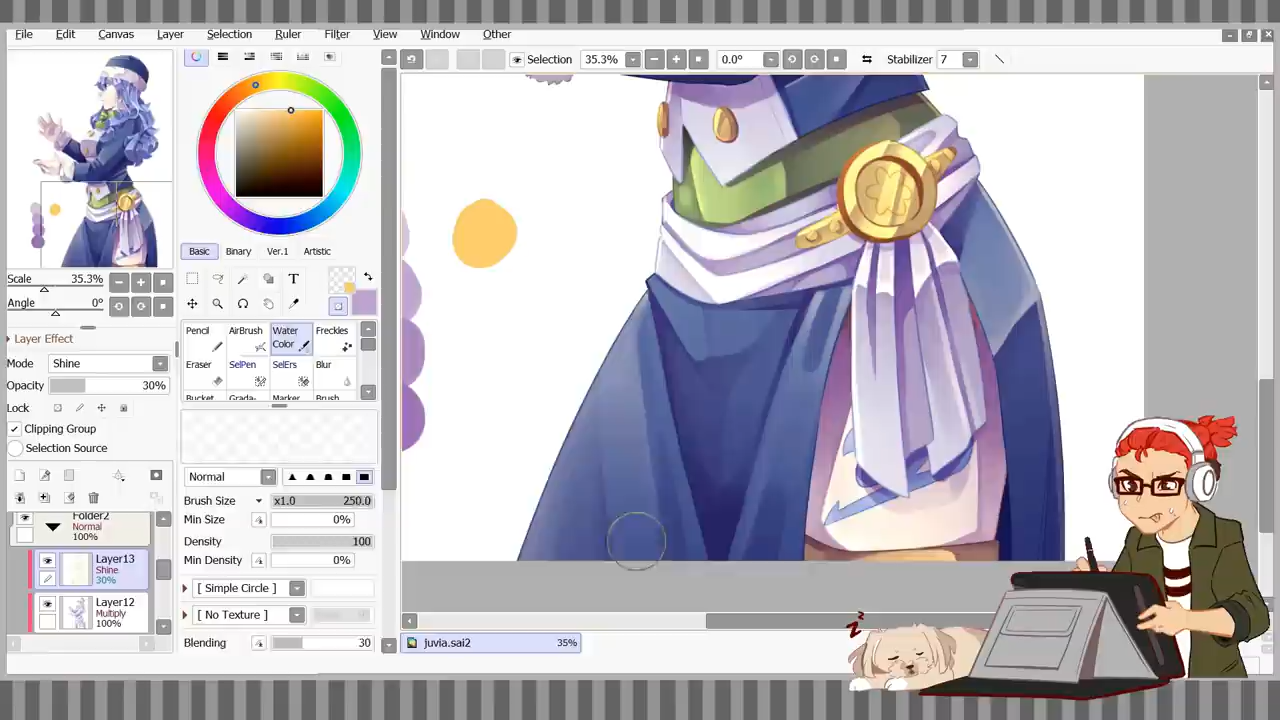 File Edit Canvas Layer Selection Ruler Filter View Window Other
Selection 35.3% 0.0° Stabilizer 7
Basic Binary Ver.1 Artistic
Scale 35.3%
Angle 0°
T
Layer Effect
Mode Shine
Opacity 30%
Lock
Clipping Group
Selection Source
Folder2
Normal
100%
Layer13
Shine
30%
Layer12
Multiply
100%
Pencil AirBrush Water Color Freckles
Eraser SelPen SelErs Blur
Bucket Grada- Marker Brush
Normal
Brush Size x1.0 250.0
Min Size 0%
Density 100
Min Density 0%
[ Simple Circle ]
[ No Texture ]
Blending 30
juvia.sai2 35%
z z